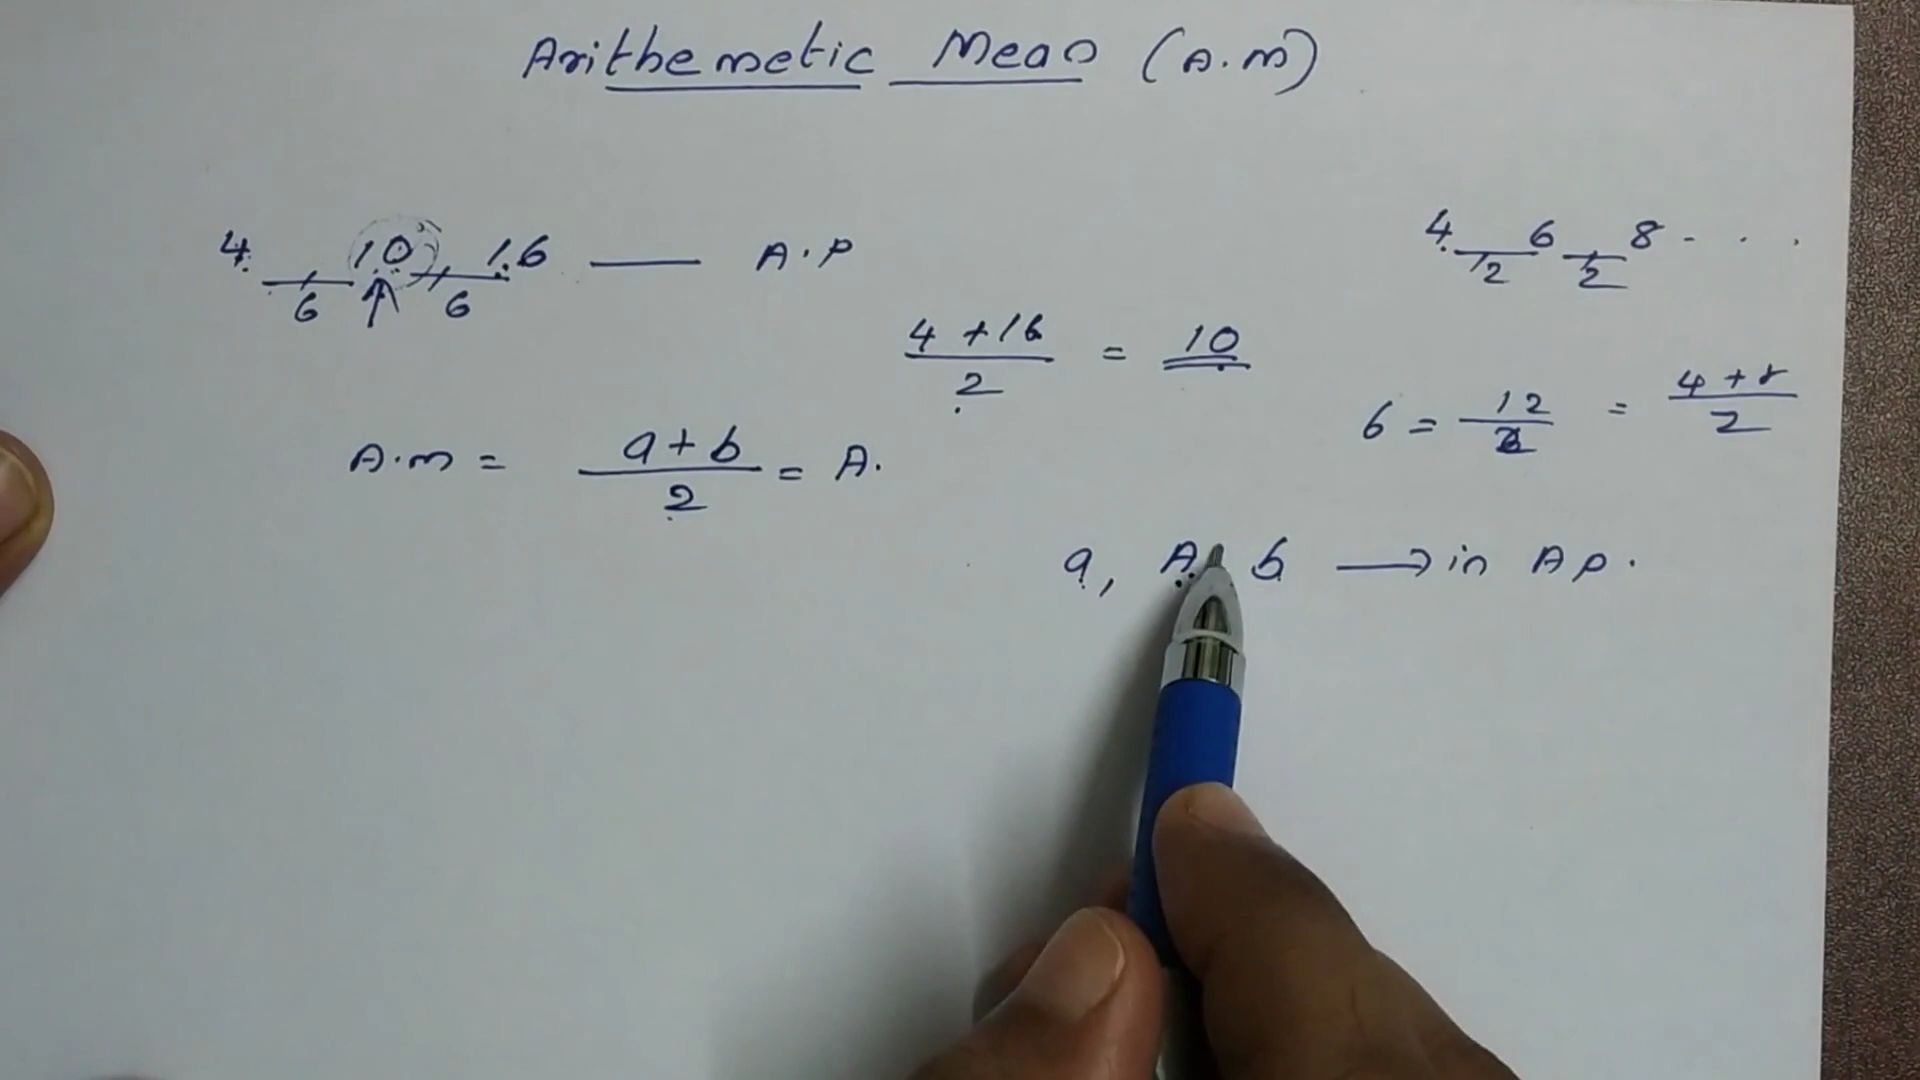 Arithemetic Mean (A.m)
4 10 16 — A.P
6 6
4 6 8 - . . .
2 2
4 + 16 / 2 = 10
6 = 12 / 2 = 4 + 8 / 2
A.m = a + b / 2 = A.
a, A, b → in A P.